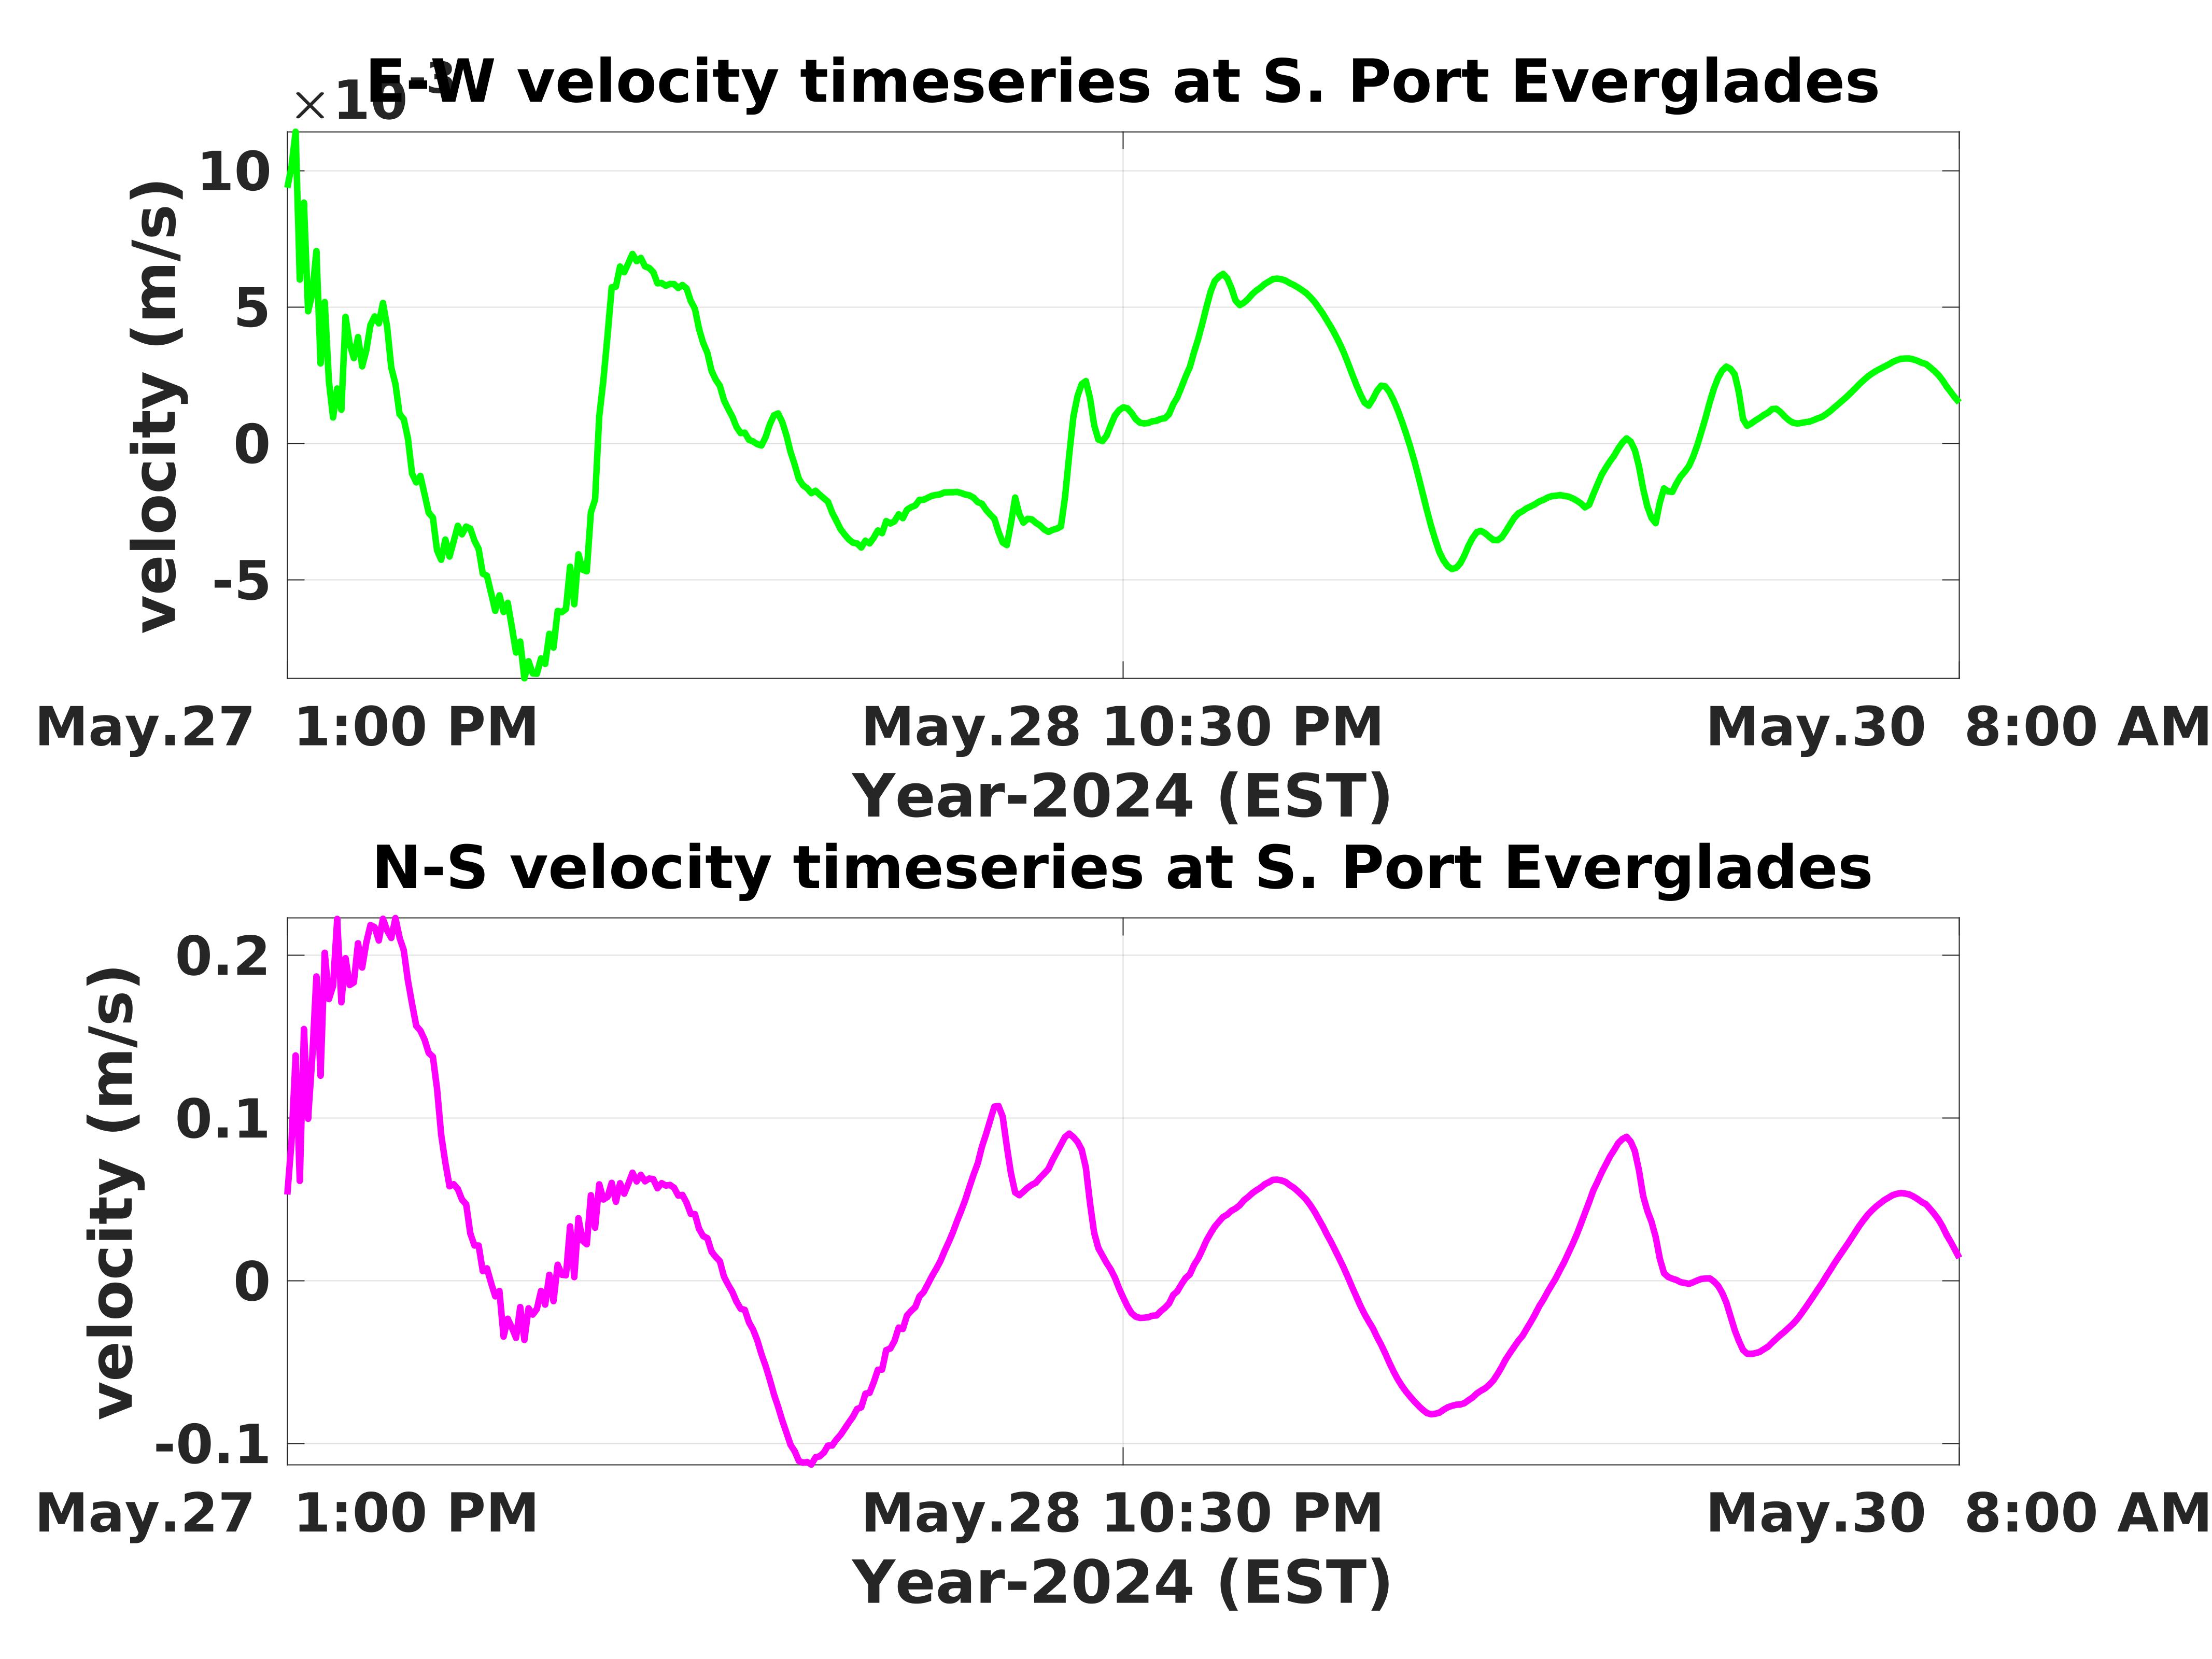 E-W velocity timeseries at S. Port Everglades
×10-3
velocity (m/s)
10
5
0
-5
May.27  1:00 PM
May.28 10:30 PM
May.30  8:00 AM
Year-2024 (EST)
N-S velocity timeseries at S. Port Everglades
velocity (m/s)
0.2
0.1
0
-0.1
May.27  1:00 PM
May.28 10:30 PM
May.30  8:00 AM
Year-2024 (EST)